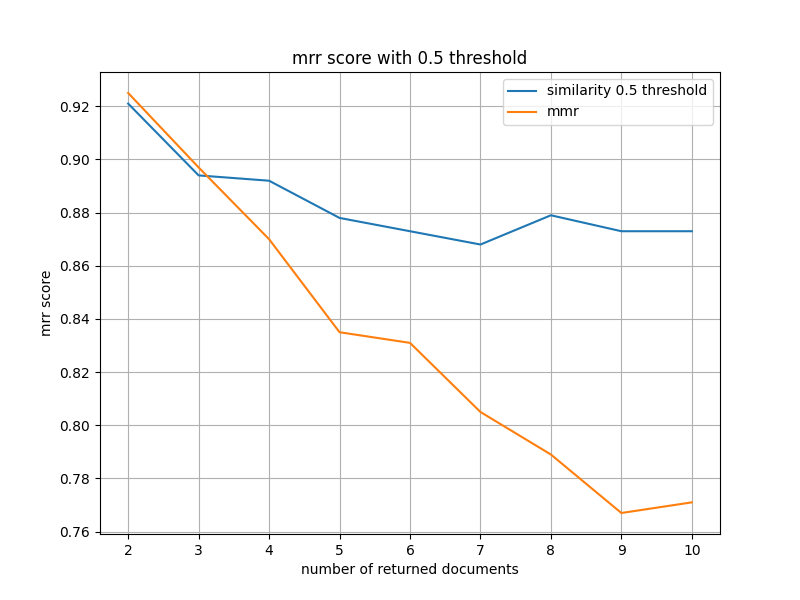 mrr score with 0.5 threshold
similarity 0.5 threshold
mmr
0.92
0.90
0.88
0.86
0.84
0.82
0.80
0.78
0.76
mrr score
2 3 4 5 6 7 8 9 10
number of returned documents